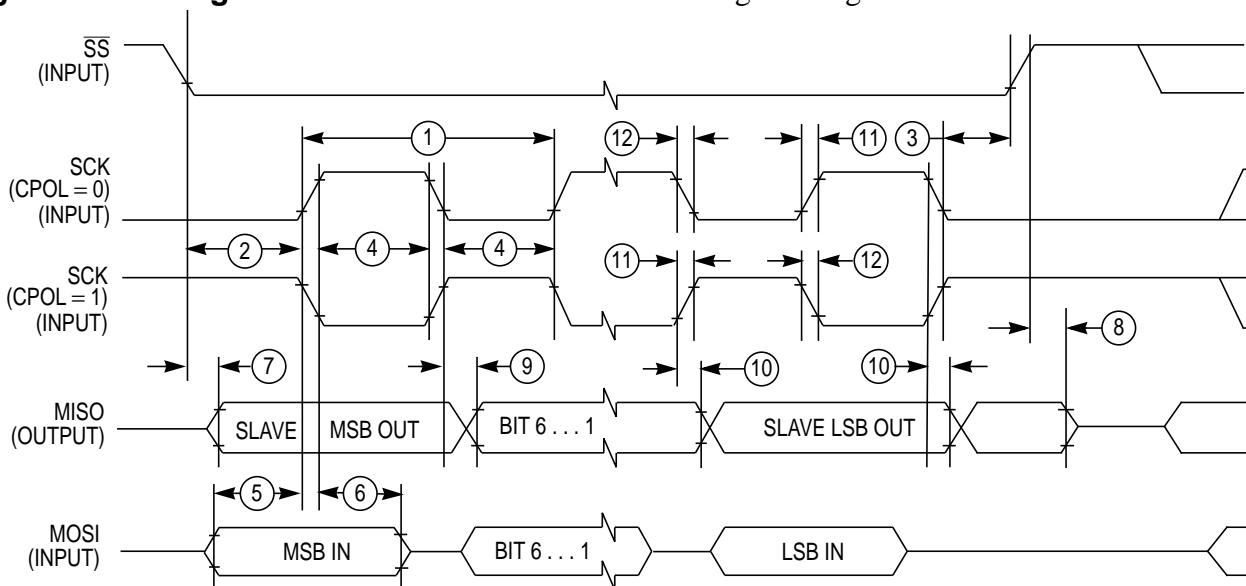 SS
(INPUT)
1
12
11
3
SCK
(CPOL = 0)
(INPUT)
2
4
4
11
12
SCK
(CPOL = 1)
(INPUT)
8
7
9
10
10
MISO
(OUTPUT)
SLAVE MSB OUT
BIT 6 . . . 1
SLAVE LSB OUT
5
6
MOSI
(INPUT)
MSB IN
BIT 6 . . . 1
LSB IN